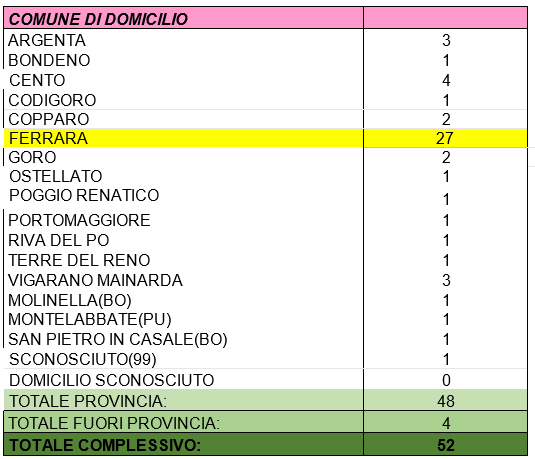 COMUNE DI DOMICILIO
ARGENTA 3
BONDENO 1
CENTO 4
CODIGORO 1
COPPARO 2
FERRARA 27
GORO 2
OSTELLATO 1
POGGIO RENATICO 1
PORTOMAGGIORE 1
RIVA DEL PO 1
TERRE DEL RENO 1
VIGARANO MAINARDA 3
MOLINELLA(BO) 1
MONTELABBATE(PU) 1
SAN PIETRO IN CASALE(BO) 1
SCONOSCIUTO(99) 1
DOMICILIO SCONOSCIUTO 0
TOTALE PROVINCIA: 48
TOTALE FUORI PROVINCIA: 4
TOTALE COMPLESSIVO: 52